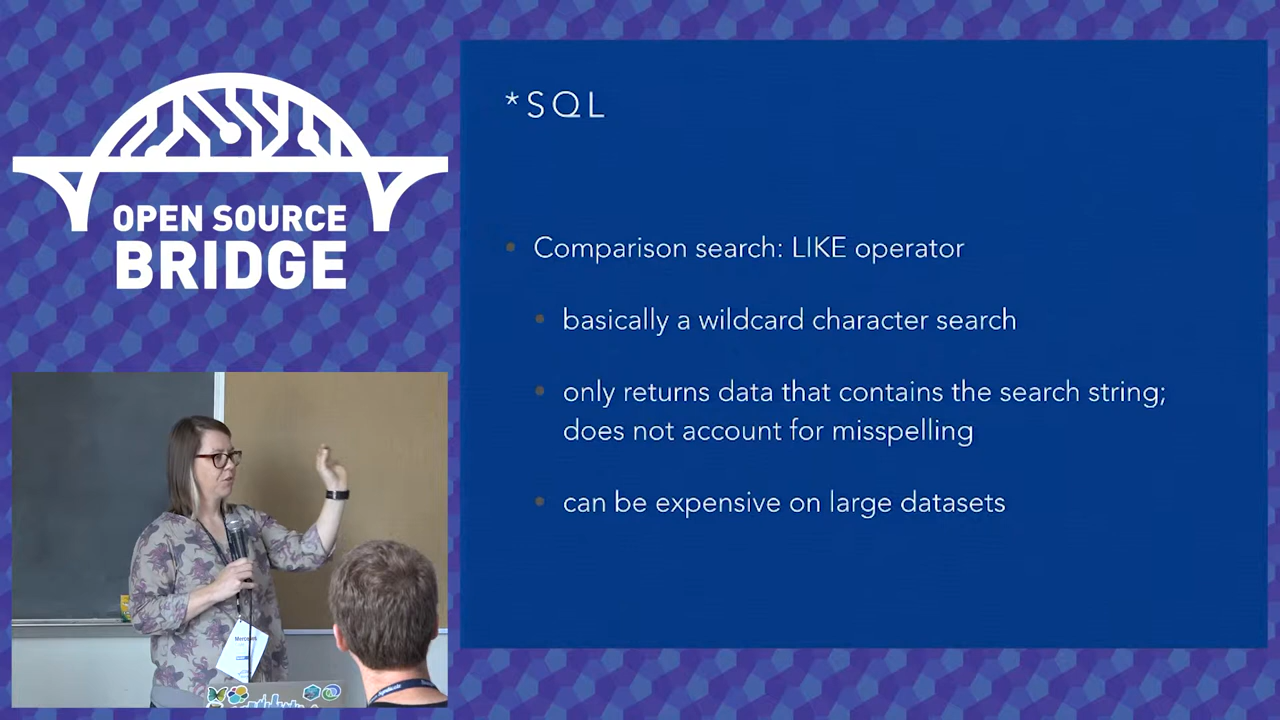 OPEN SOURCE
BRIDGE
*SQL
Comparison search: LIKE operator
basically a wildcard character search
only returns data that contains the search string;
does not account for misspelling
can be expensive on large datasets